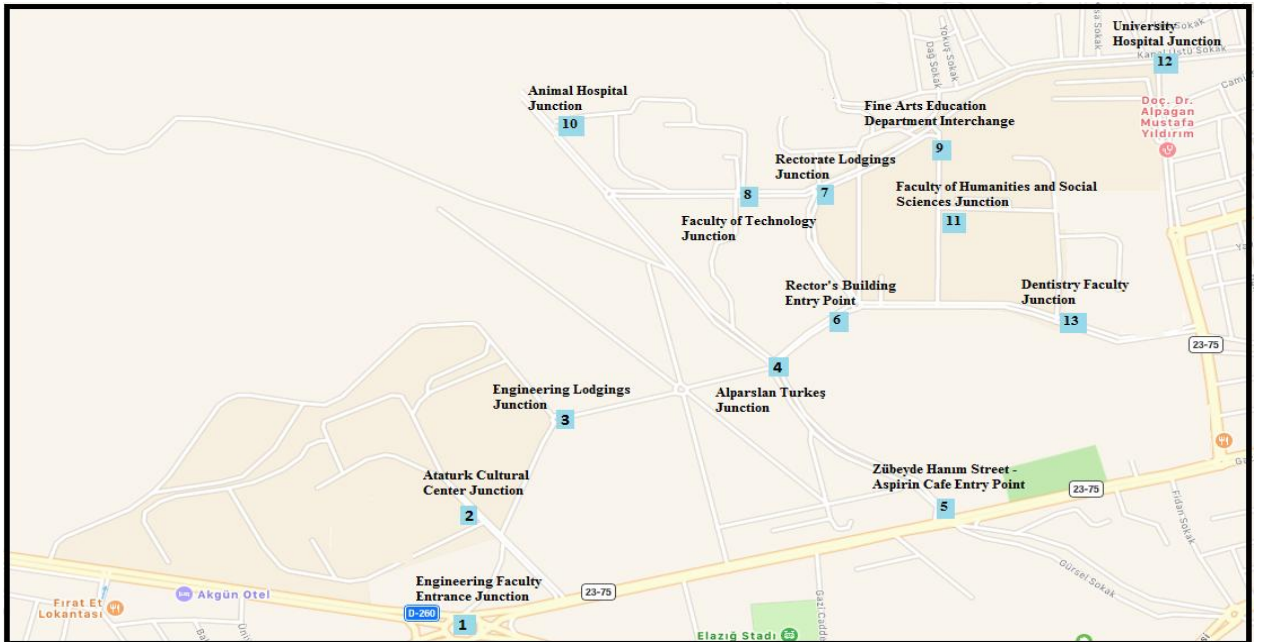 University
Hospital Junction
Sokak
Kanal Üstü Sokak
12
Yokuş Sokak
Dağ Sokak
Animal Hospital
Junction
10
Fine Arts Education
Department Interchange
9
Doç. Dr.
Alpagan
Mustafa
Yıldırım
Rectorate Lodgings
Junction
7
8
Faculty of Humanities and Social
Sciences Junction
11
Faculty of Technology
Junction
Rector's Building
Entry Point
6
Dentistry Faculty
Junction
13
23-75
4
Alparslan Turkeş
Junction
Engineering Lodgings
Junction
3
Ataturk Cultural
Center Junction
2
Zübeyde Hanım Street -
Aspirin Cafe Entry Point
5
23-75
Fidan Sokak
Gürsel Sokak
Engineering Faculty
Entrance Junction
D-260
1
23-75
Akgün Otel
Fırat Et
Lokantası
Gazi Cadde
Elazığ Stadı